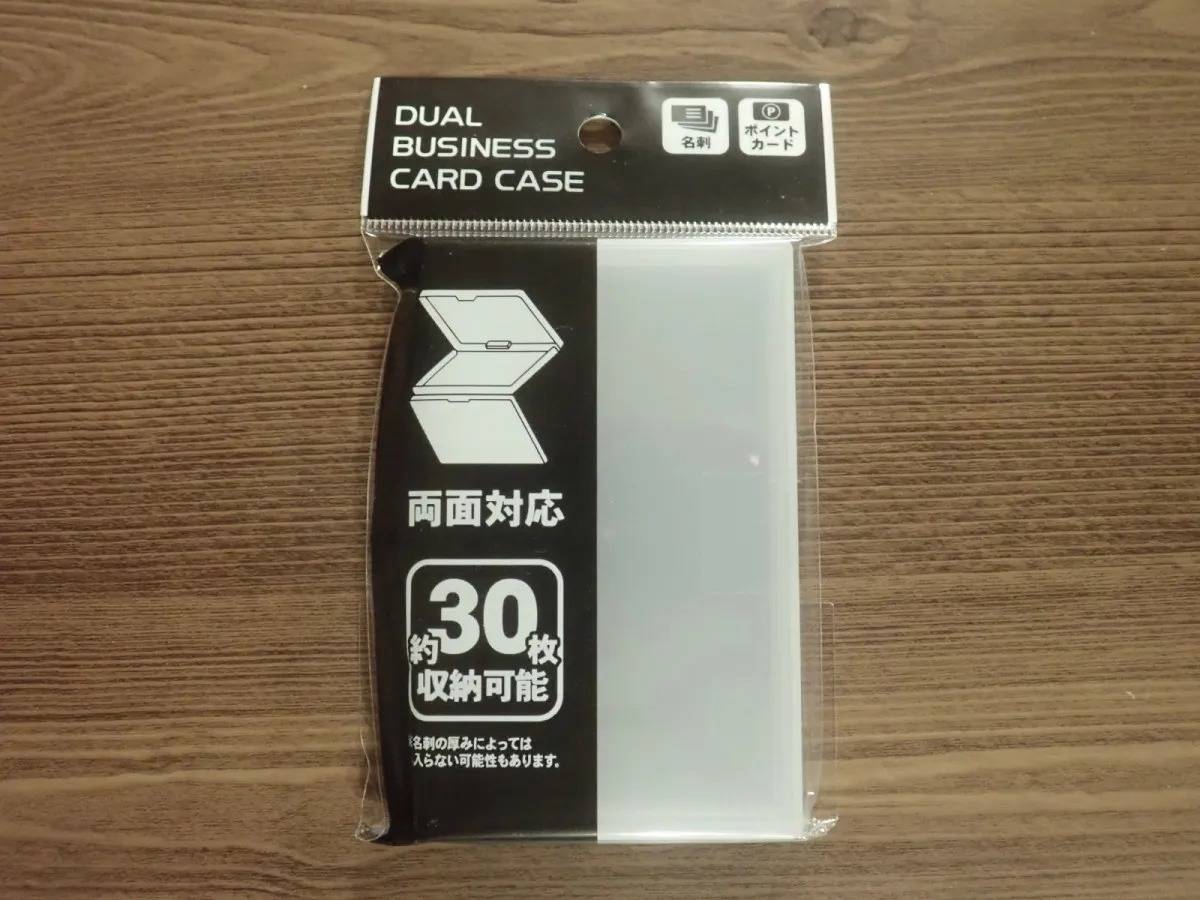 DUAL
BUSINESS
CARD CASE
名刺
P
ポイント
カード
両面対応
約30枚
収納可能
※名刺の厚みによっては
入らない可能性もあります。